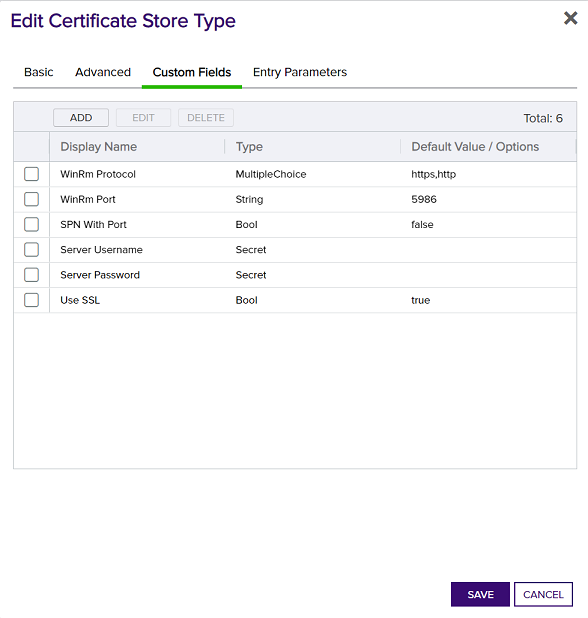 Edit Certificate Store Type
Basic Advanced Custom Fields Entry Parameters
ADD EDIT DELETE Total: 6
Display Name Type Default Value / Options
WinRm Protocol MultipleChoice https,http
WinRm Port String 5986
SPN With Port Bool false
Server Username Secret
Server Password Secret
Use SSL Bool true
SAVE CANCEL